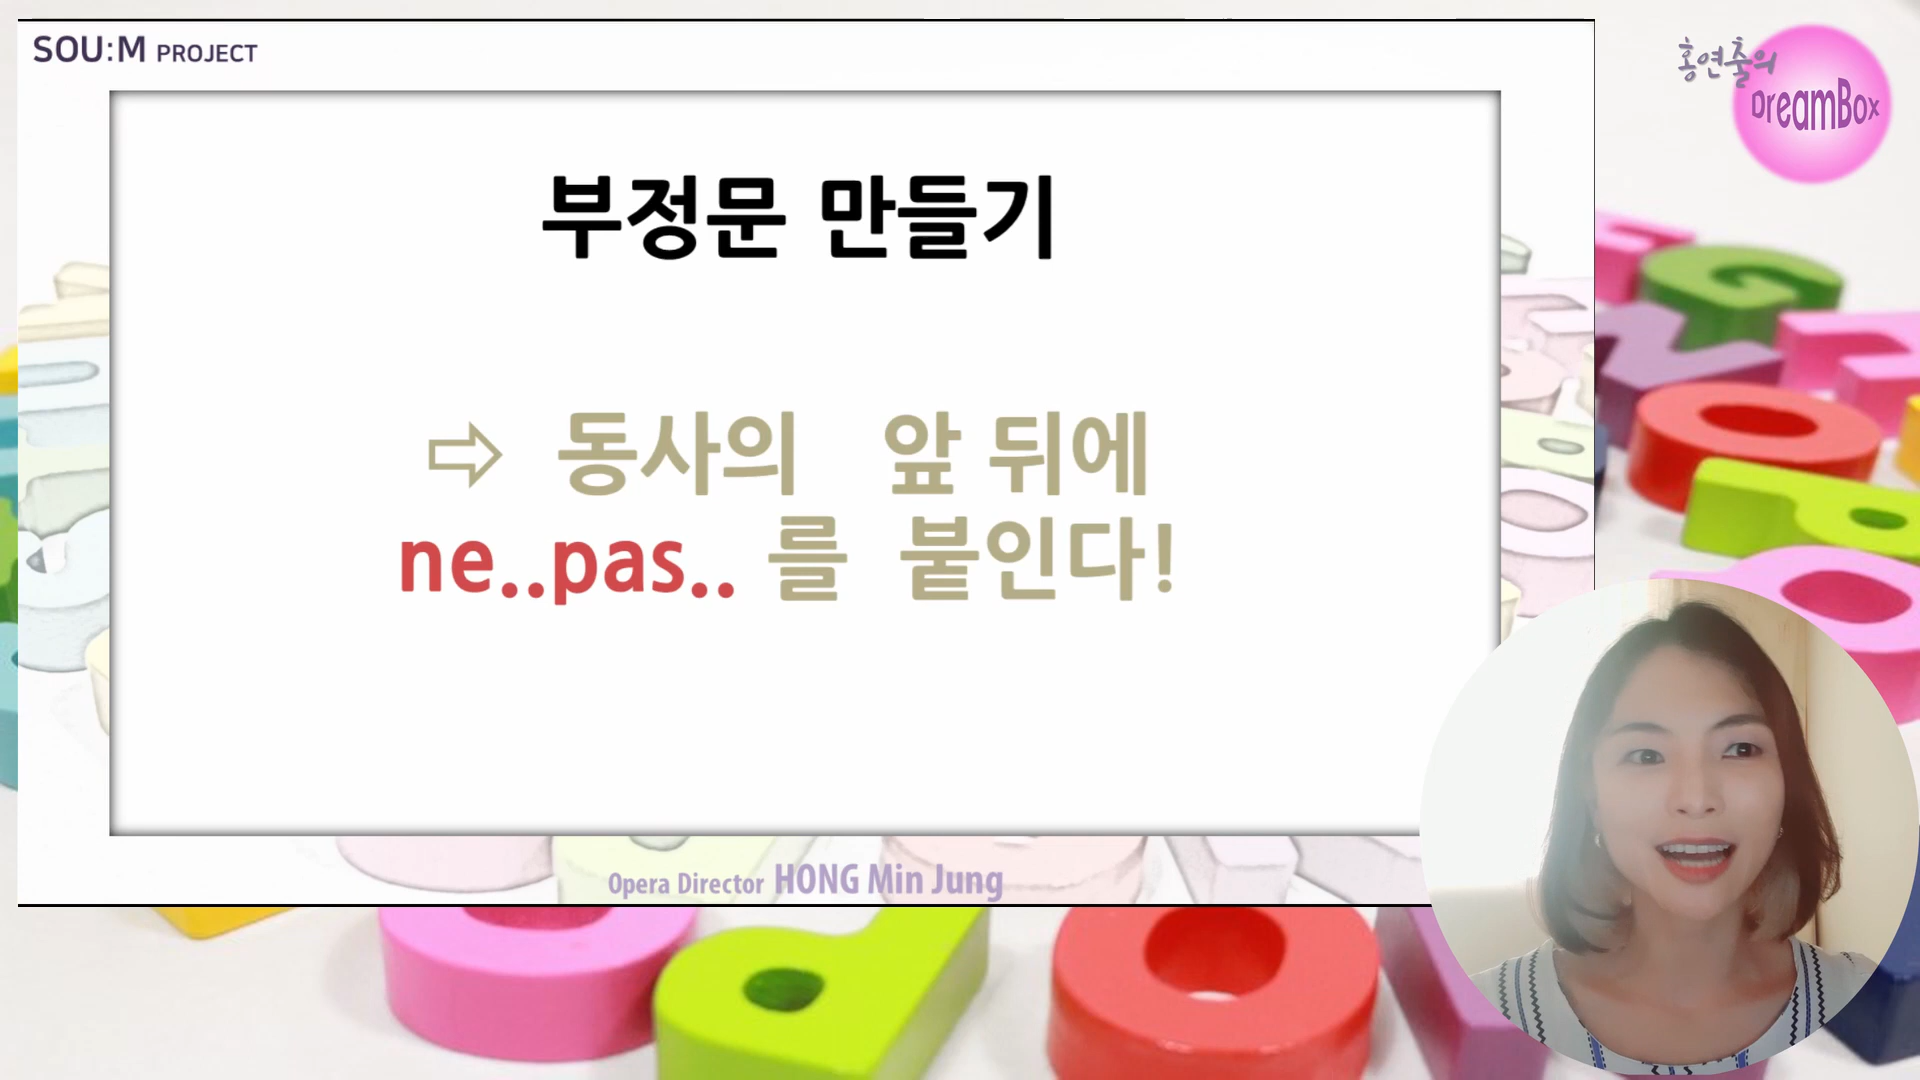 SOU:M PROJECT
홍연출의
DreamBox
부정문 만들기
⇨ 동사의 앞 뒤에
ne..pas.. 를 붙인다!
Opera Director HONG Min Jung